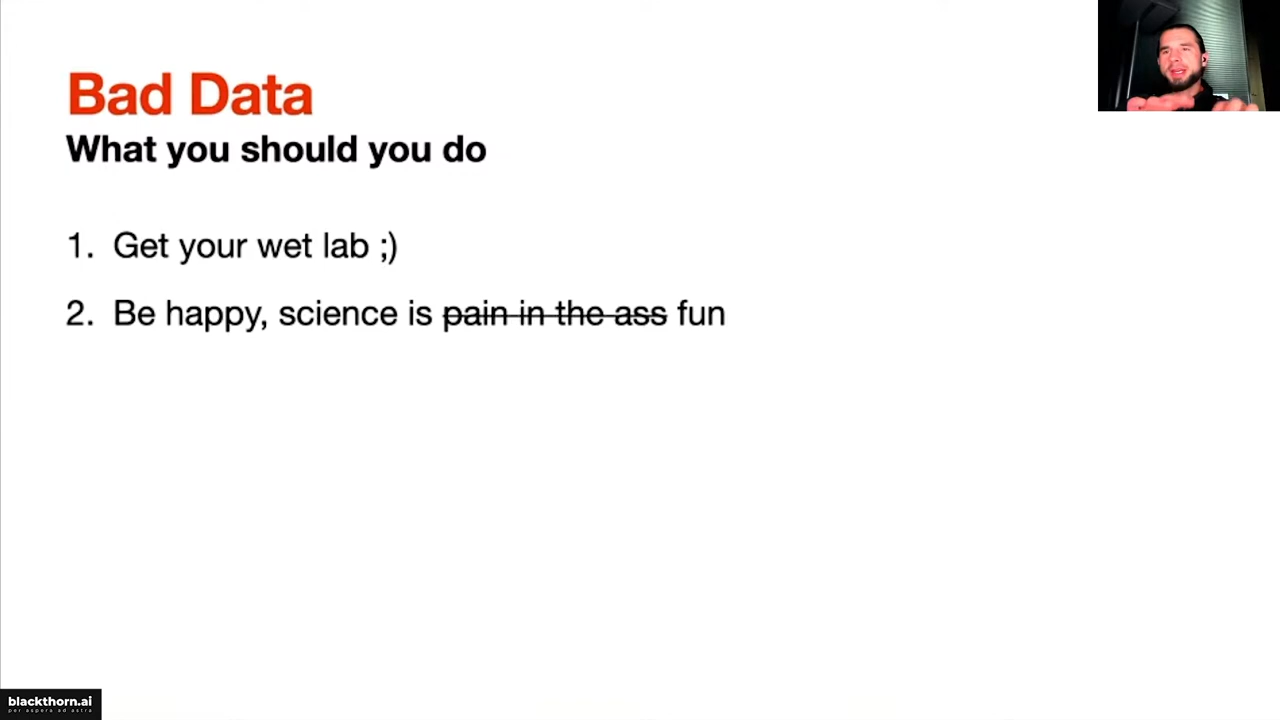 Bad Data
What you should you do
1. Get your wet lab ;)
2. Be happy, science is pain in the ass fun
blackthorn.ai
per aspera ad astra